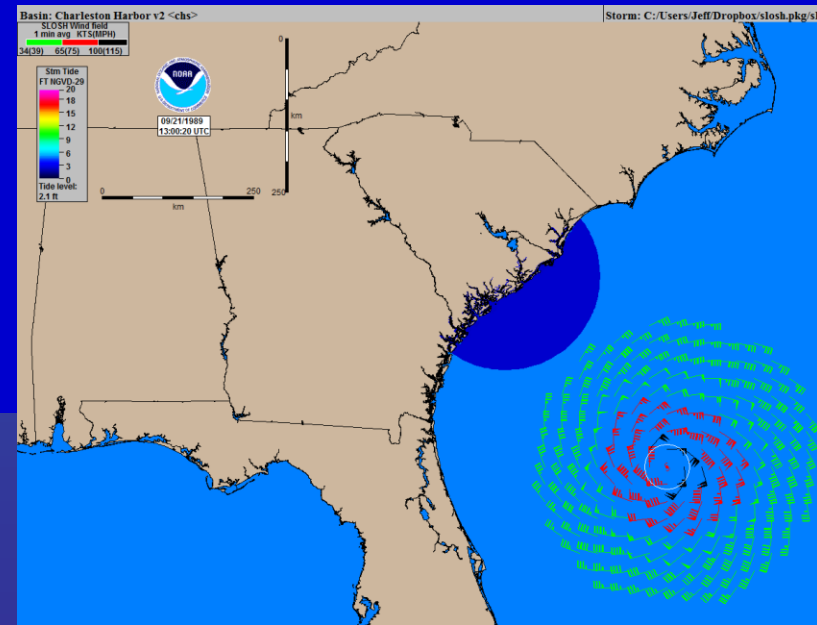 Basin: Charleston Harbor v2 <chs>
Storm: C:/Users/Jeff/Dropbox/slosh.pkg/sl
SLOSH Wind field
1 min avg KTS(MPH)
34(39) 65(75) 100(115)
Stm Tide
FT NGVD-29
20
18
15
12
9
6
3
0
Tide level:
2.1 ft
NOAA
09/21/1989
13:00:20 UTC
0
km
250
0 250
km